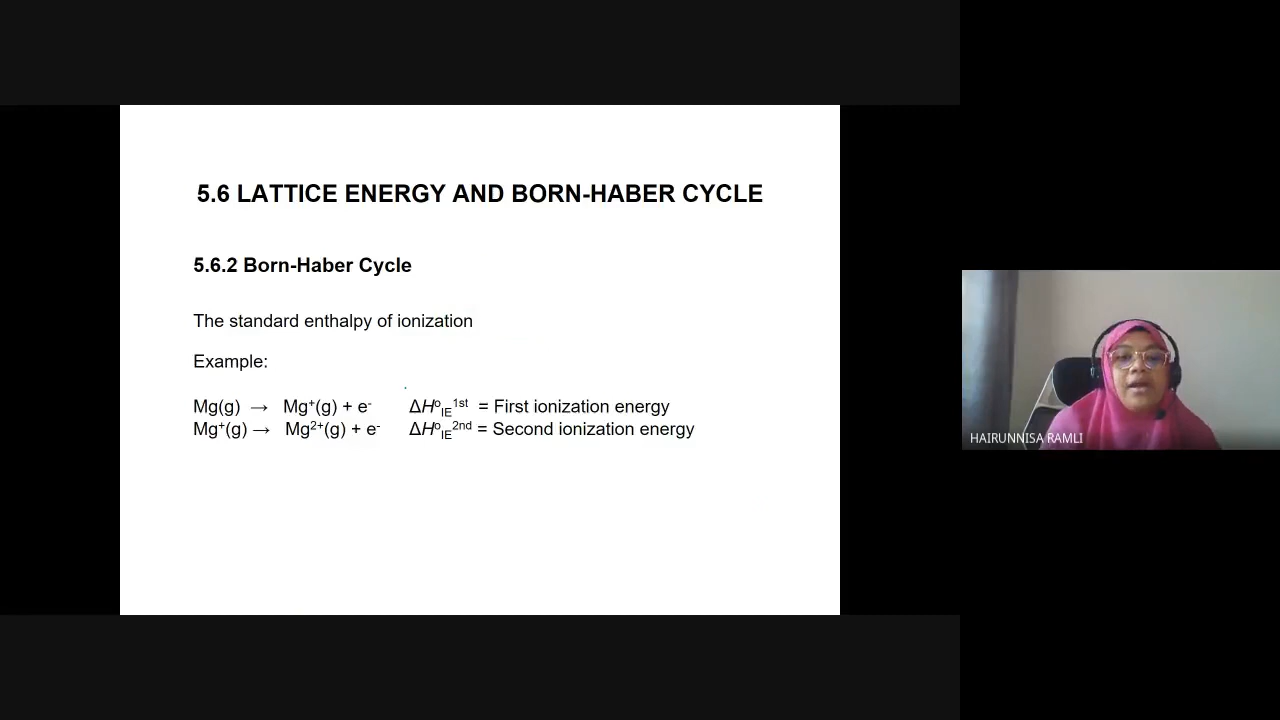 5.6 LATTICE ENERGY AND BORN-HABER CYCLE
5.6.2 Born-Haber Cycle
The standard enthalpy of ionization
Example:
Mg(g) → Mg⁺(g) + e⁻ ΔH°IE¹ˢᵗ = First ionization energy
Mg⁺(g) → Mg²⁺(g) + e⁻ ΔH°IE²ⁿᵈ = Second ionization energy
HAIRUNNISA RAMLI